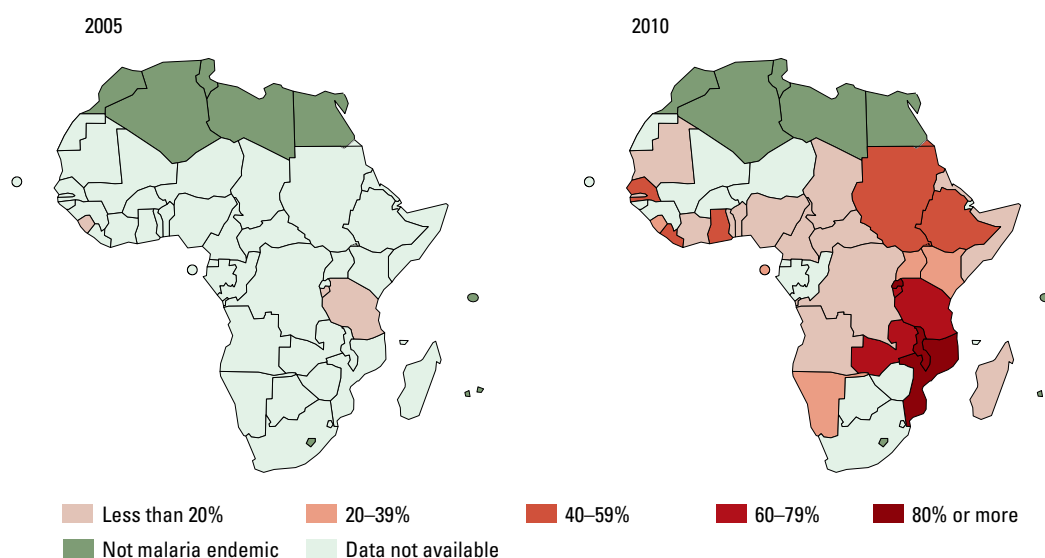 2005
2010
Less than 20%
20–39%
40–59%
60–79%
80% or more
Not malaria endemic
Data not available